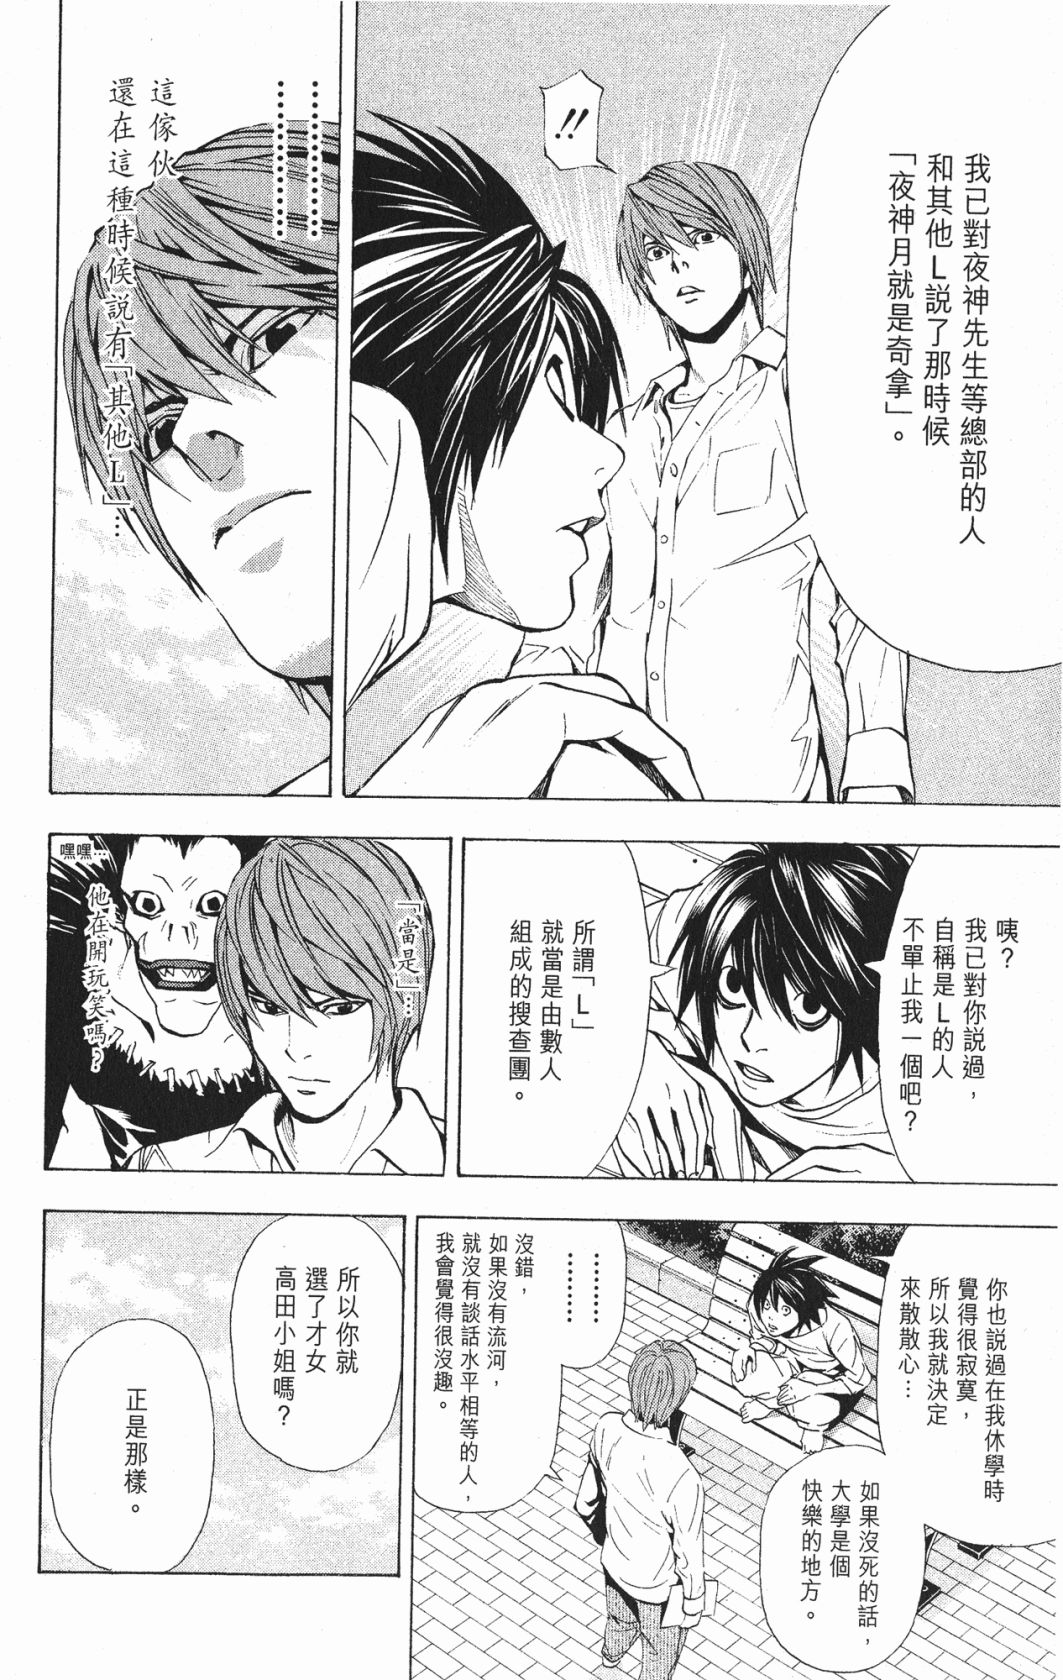 我已對夜神先生等總部的人
和其他L說了那時候
「夜神月就是奇拿」。
!!
…………
…………
這傢伙
還在這種時候說有「其他L」…
咦？
我已對你說過，
自稱是L的人
不單止我一個吧？
所謂「L」
就當是由數人
組成的搜查團。
「當是」…
嘿嘿…
他在開玩笑嗎？
你也說過在我休學時
覺得很寂寞，
所以我就決定
來散散心…
如果沒死的話，
大學是個
快樂的地方。
…………
…………
沒錯，
如果沒有流河，
就沒有談話水平相等的人，
我會覺得很沒趣。
所以你就
選了才女
高田小姐嗎？
正是那樣。